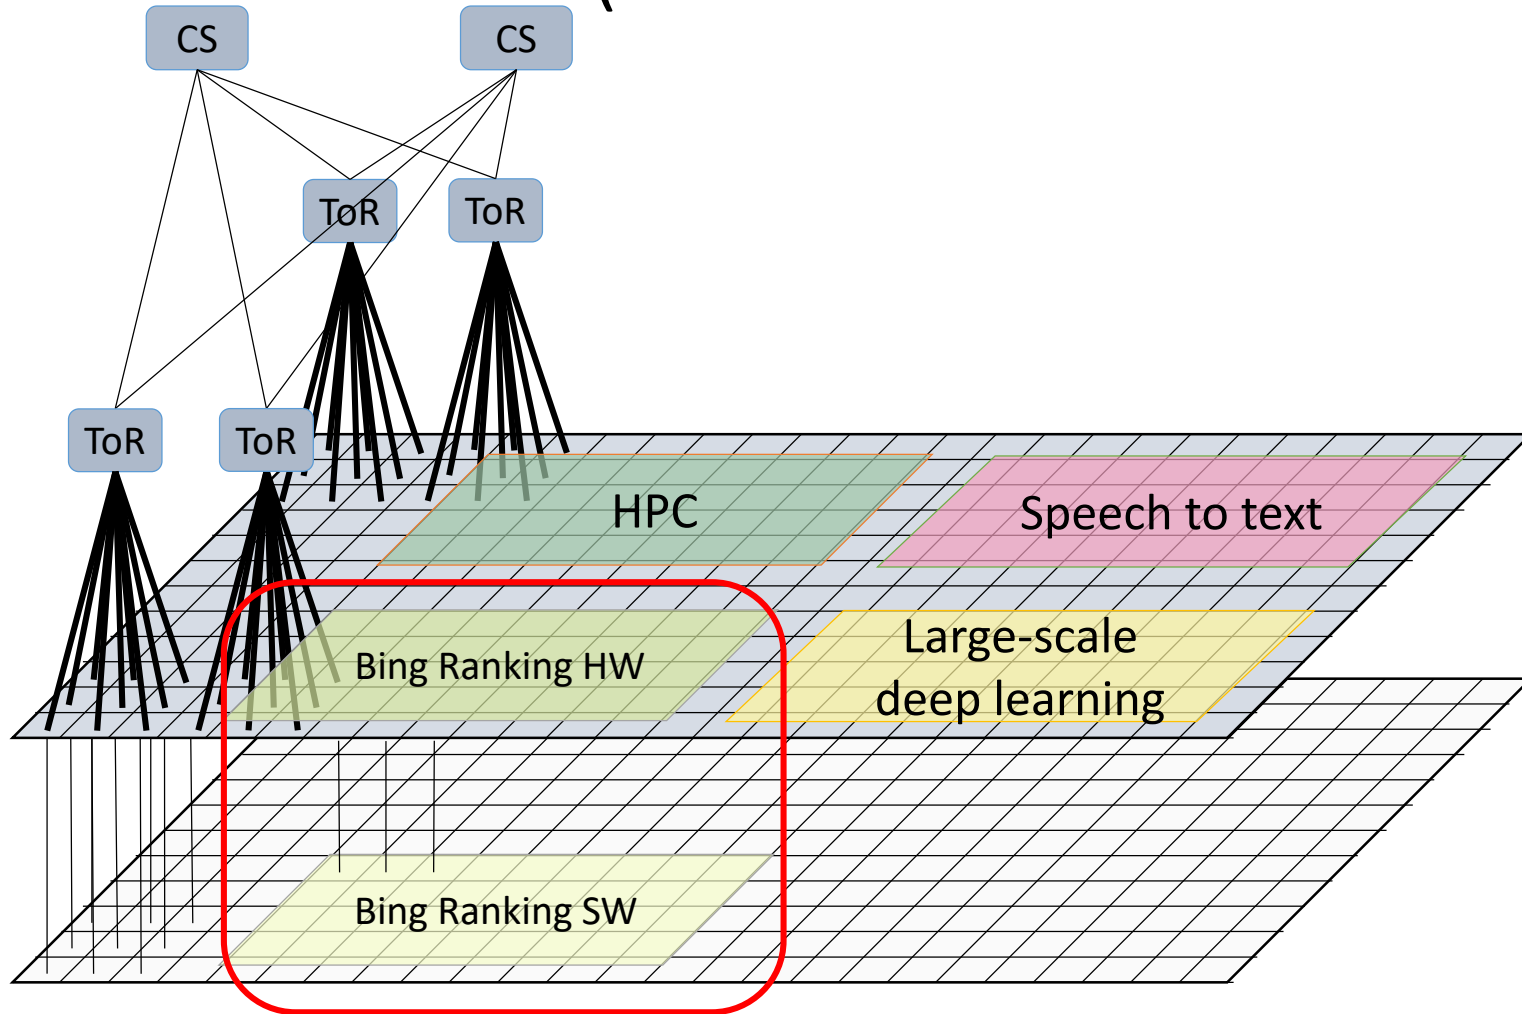 CS
CS
ToR
ToR
ToR
ToR
HPC
Speech to text
Bing Ranking HW
Large-scale
deep learning
Bing Ranking SW